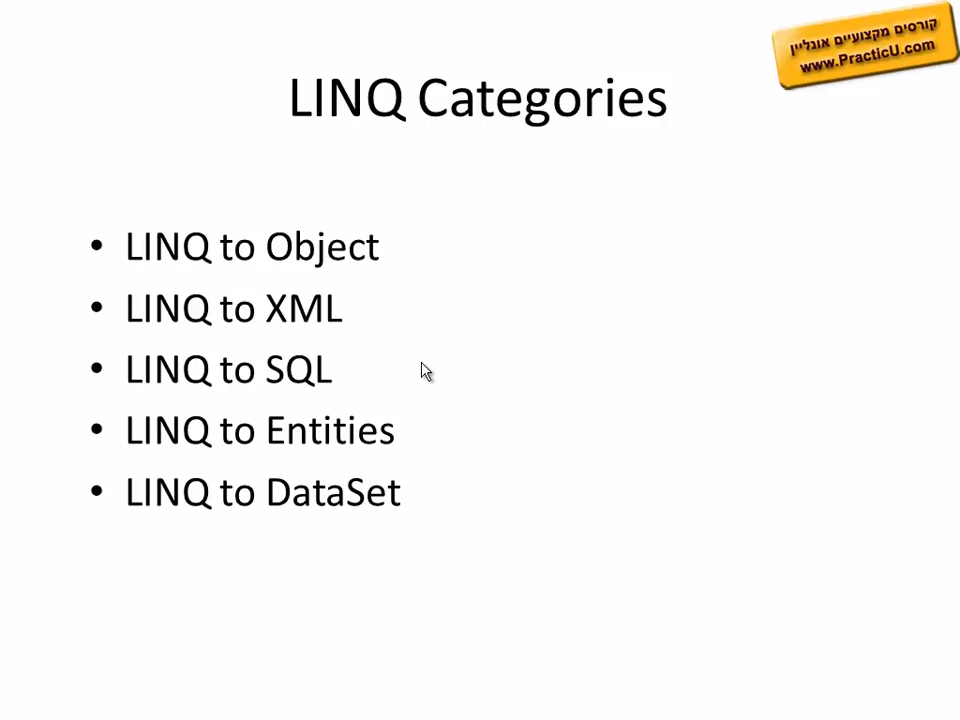 קורסים מקצועיים אונליין
www.PracticU.com
LINQ Categories
• LINQ to Object
• LINQ to XML
• LINQ to SQL
• LINQ to Entities
• LINQ to DataSet